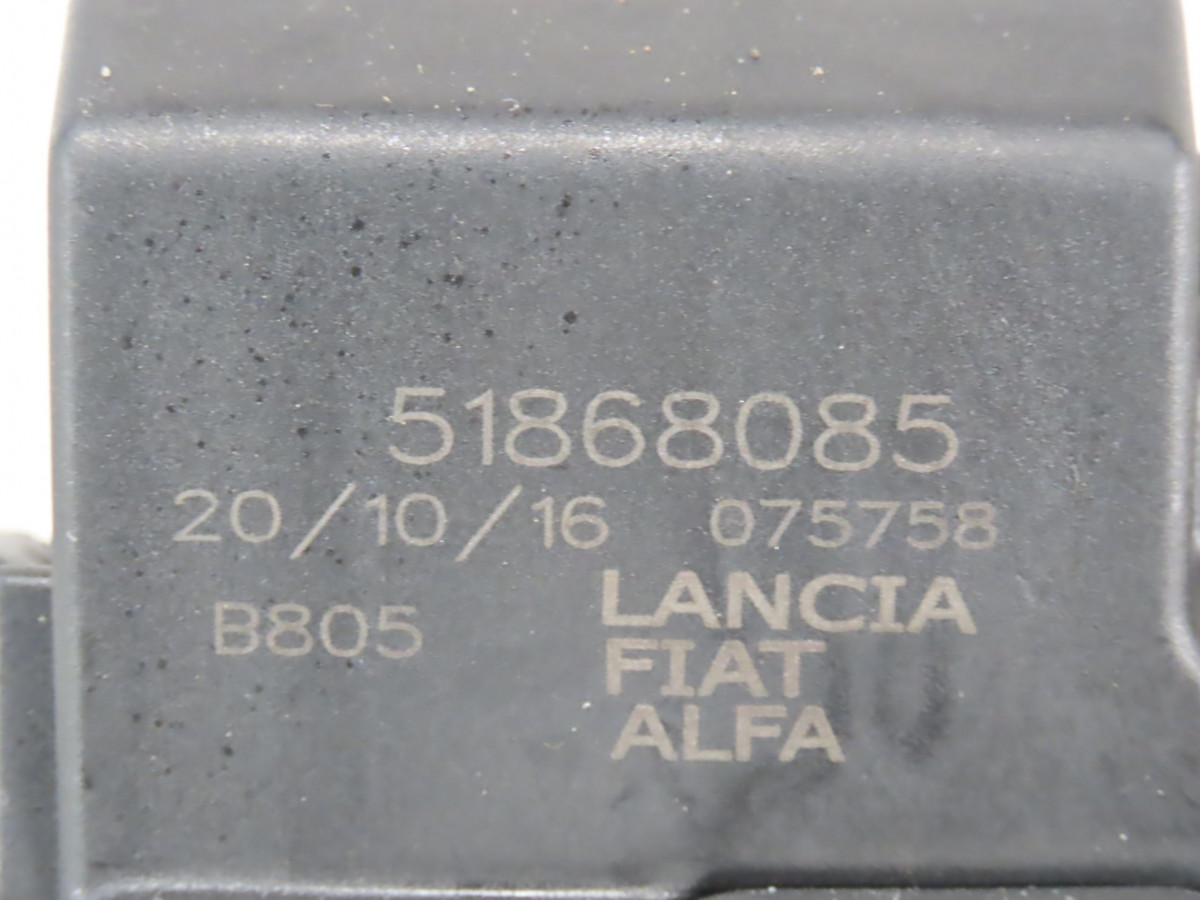 51868085
20/10/16 075758
B805 LANCIA
FIAT
ALFA